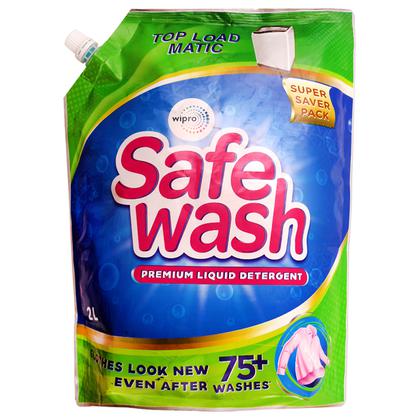 TOP LOAD
MATIC
SUPER
SAVER
PACK
wipro
Safe
wash
PREMIUM LIQUID DETERGENT
2L
CLOTHES LOOK NEW 75+
EVEN AFTER WASHES